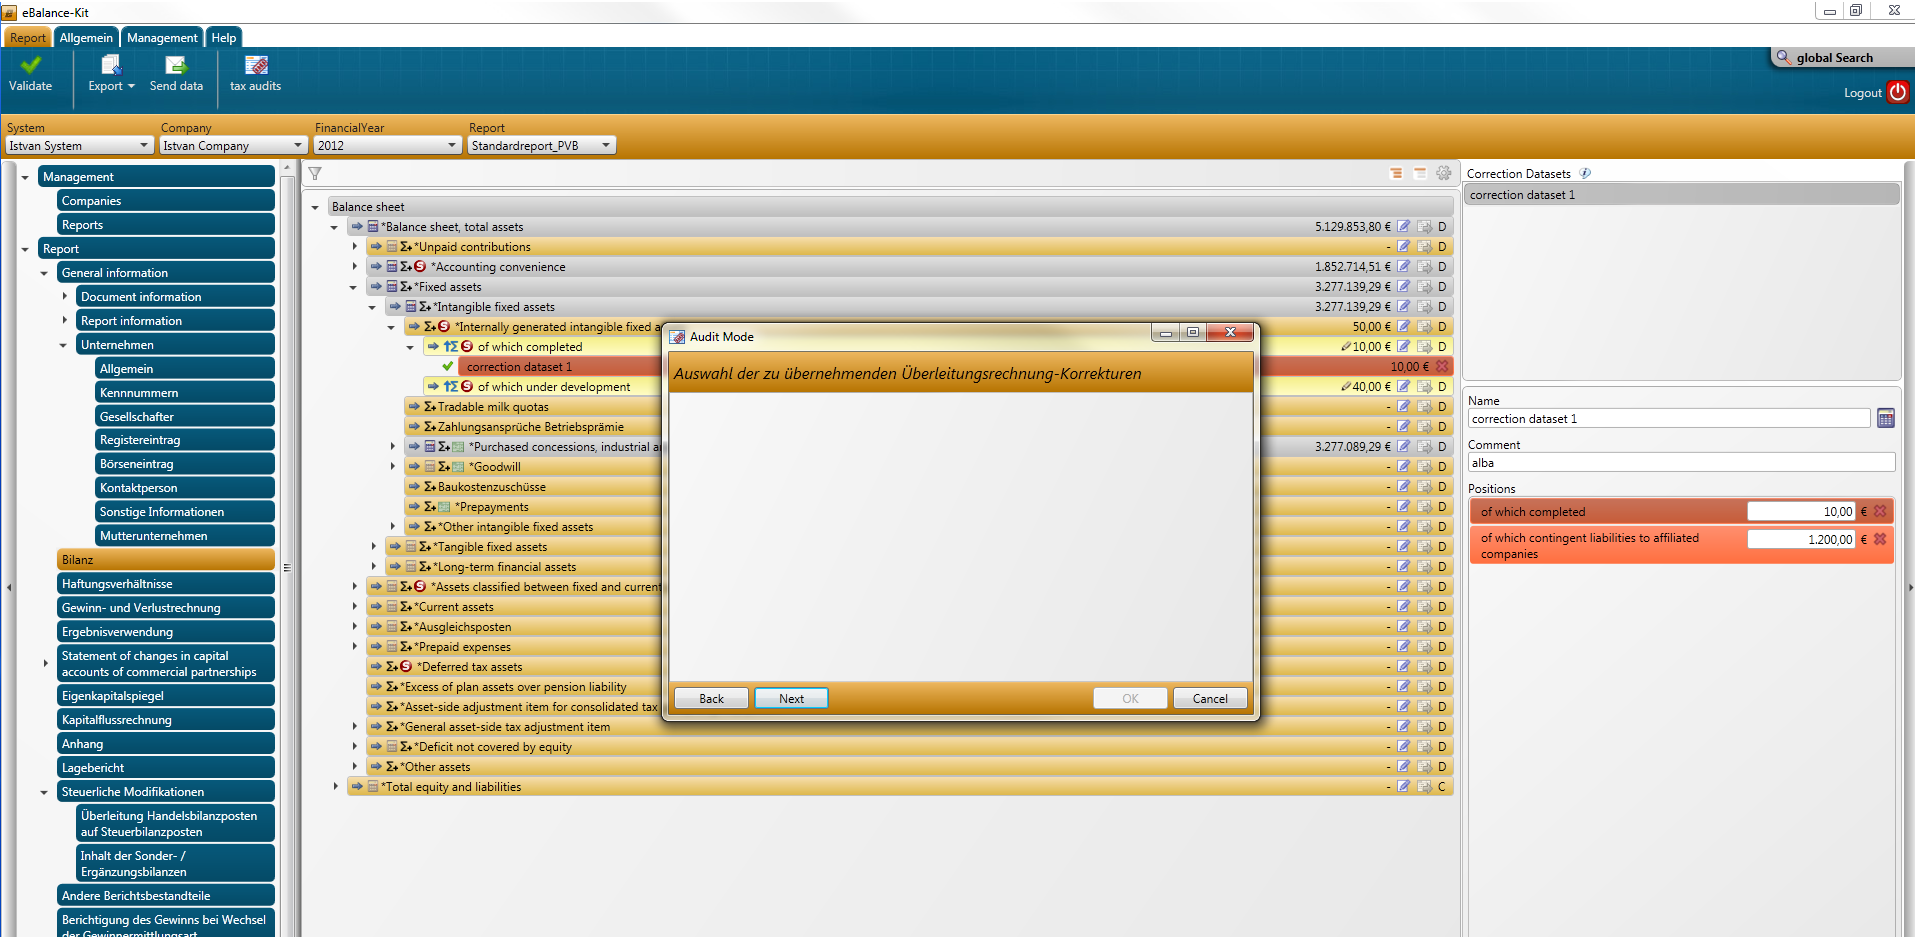 eBalance-Kit
Report Allgemein Management Help
Validate Export Send data tax audits
global Search
Logout
System Company FinancialYear Report
Istvan System Istvan Company 2012 Standardreport_PVB
Management
Companies
Reports
Report
General information
Document information
Report information
Unternehmen
Allgemein
Kennnummern
Gesellschafter
Registereintrag
Börseneintrag
Kontaktperson
Sonstige Informationen
Mutterunternehmen
Bilanz
Haftungsverhältnisse
Gewinn- und Verlustrechnung
Ergebnisverwendung
Statement of changes in capital
accounts of commercial partnerships
Eigenkapitalspiegel
Kapitalflussrechnung
Anhang
Lagebericht
Steuerliche Modifikationen
Überleitung Handelsbilanzposten
auf Steuerbilanzposten
Inhalt der Sonder- /
Ergänzungsbilanzen
Andere Berichtsbestandteile
Berichtigung des Gewinns bei Wechsel
der Gewinnermittlungsart
Balance sheet
*Balance sheet, total assets 5.129.853,80 € D
*Unpaid contributions - D
*Accounting convenience 1.852.714,51 € D
*Fixed assets 3.277.139,29 € D
*Intangible fixed assets 3.277.139,29 € D
*Internally generated intangible fixed a 50,00 € D
of which completed 10,00 € D
correction dataset 1 10,00 €
of which under development 40,00 € D
Tradable milk quotas - D
Zahlungsansprüche Betriebsprämie - D
*Purchased concessions, industrial a 3.277.089,29 € D
*Goodwill - D
Baukostenzuschüsse - D
*Prepayments - D
*Other intangible fixed assets - D
*Tangible fixed assets - D
*Long-term financial assets - D
*Assets classified between fixed and current - D
*Current assets - D
*Ausgleichsposten - D
*Prepaid expenses - D
*Deferred tax assets - D
*Excess of plan assets over pension liability - D
*Asset-side adjustment item for consolidated tax - D
*General asset-side tax adjustment item - D
*Deficit not covered by equity - D
*Other assets - D
*Total equity and liabilities - C
Audit Mode
Auswahl der zu übernehmenden Überleitungsrechnung-Korrekturen
Back Next OK Cancel
Correction Datasets
correction dataset 1
Name
correction dataset 1
Comment
alba
Positions
of which completed 10,00 €
of which contingent liabilities to affiliated 1.200,00 €
companies